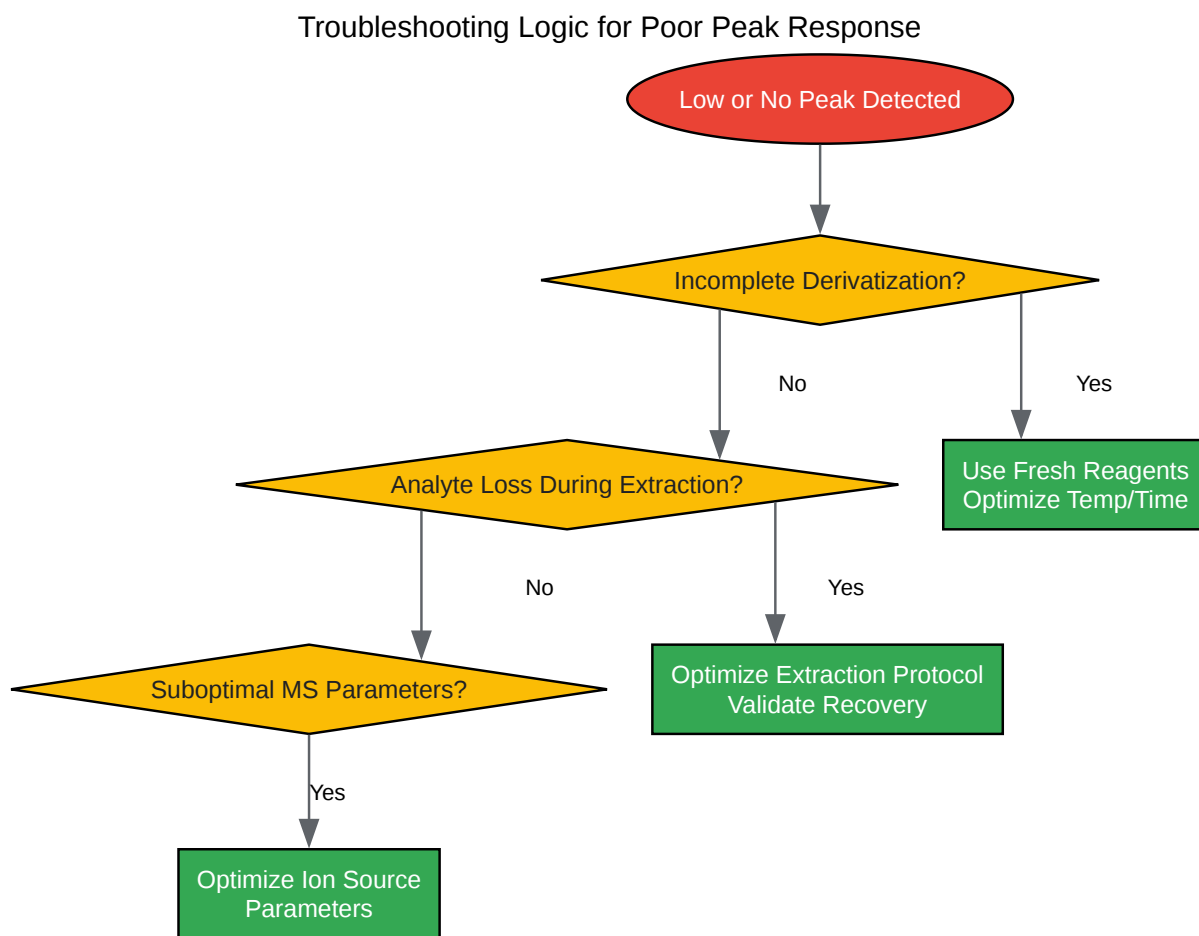 Troubleshooting Logic for Poor Peak Response
Low or No Peak Detected
Incomplete Derivatization?
No
Yes
Use Fresh Reagents
Optimize Temp/Time
Analyte Loss During Extraction?
No
Yes
Optimize Extraction Protocol
Validate Recovery
Suboptimal MS Parameters?
Yes
Optimize Ion Source
Parameters